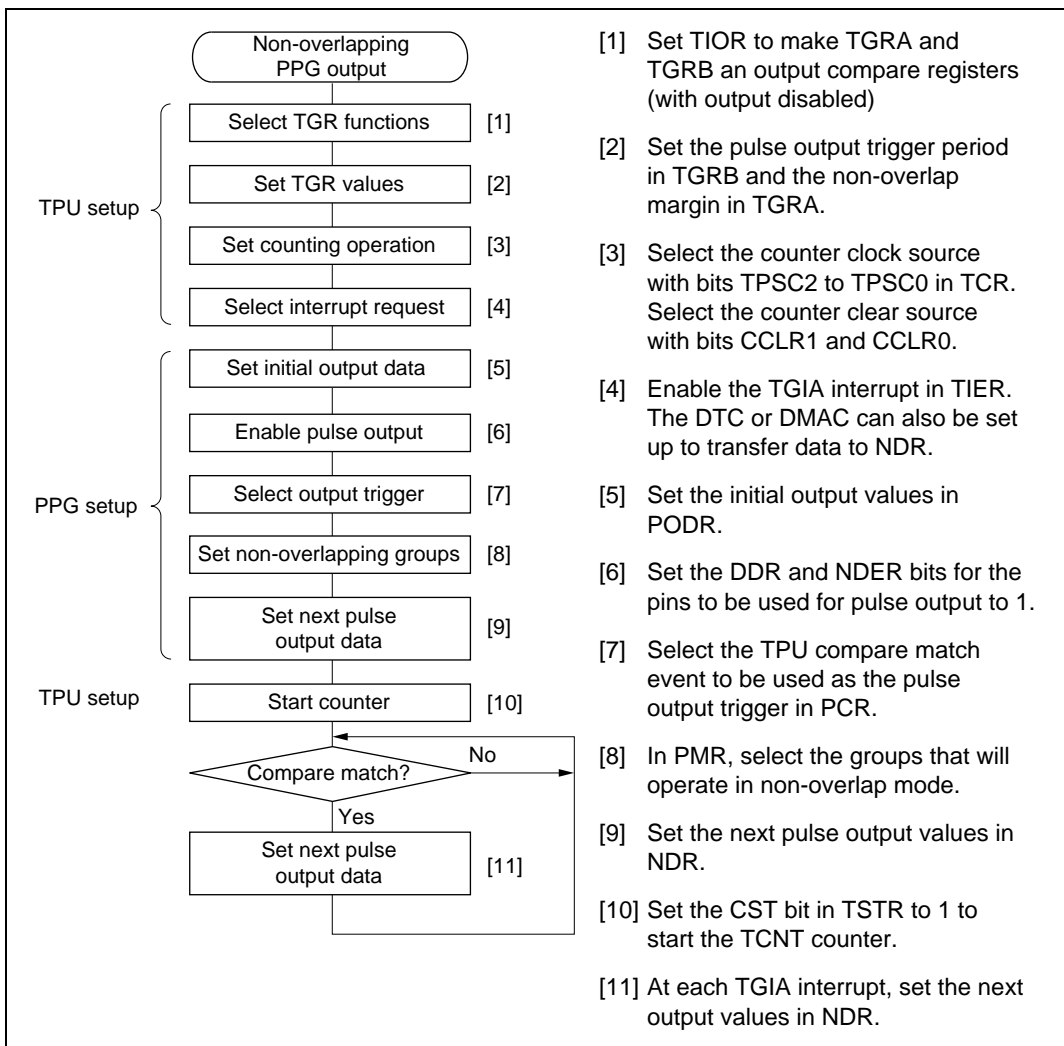 Non-overlapping
PPG output
TPU setup
Select TGR functions [1]
Set TGR values [2]
Set counting operation [3]
Select interrupt request [4]
PPG setup
Set initial output data [5]
Enable pulse output [6]
Select output trigger [7]
Set non-overlapping groups [8]
Set next pulse
output data [9]
TPU setup
Start counter [10]
Compare match?
No
Yes
Set next pulse
output data [11]
[1] Set TIOR to make TGRA and
TGRB an output compare registers
(with output disabled)
[2] Set the pulse output trigger period
in TGRB and the non-overlap
margin in TGRA.
[3] Select the counter clock source
with bits TPSC2 to TPSC0 in TCR.
Select the counter clear source
with bits CCLR1 and CCLR0.
[4] Enable the TGIA interrupt in TIER.
The DTC or DMAC can also be set
up to transfer data to NDR.
[5] Set the initial output values in
PODR.
[6] Set the DDR and NDER bits for the
pins to be used for pulse output to 1.
[7] Select the TPU compare match
event to be used as the pulse
output trigger in PCR.
[8] In PMR, select the groups that will
operate in non-overlap mode.
[9] Set the next pulse output values in
NDR.
[10] Set the CST bit in TSTR to 1 to
start the TCNT counter.
[11] At each TGIA interrupt, set the next
output values in NDR.